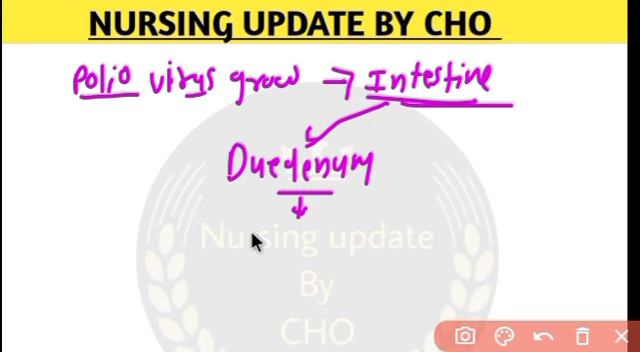 NURSING UPDATE BY CHO
Polio virus grow → Intestine
Duedenum
↓
Nursing update
By
CHO